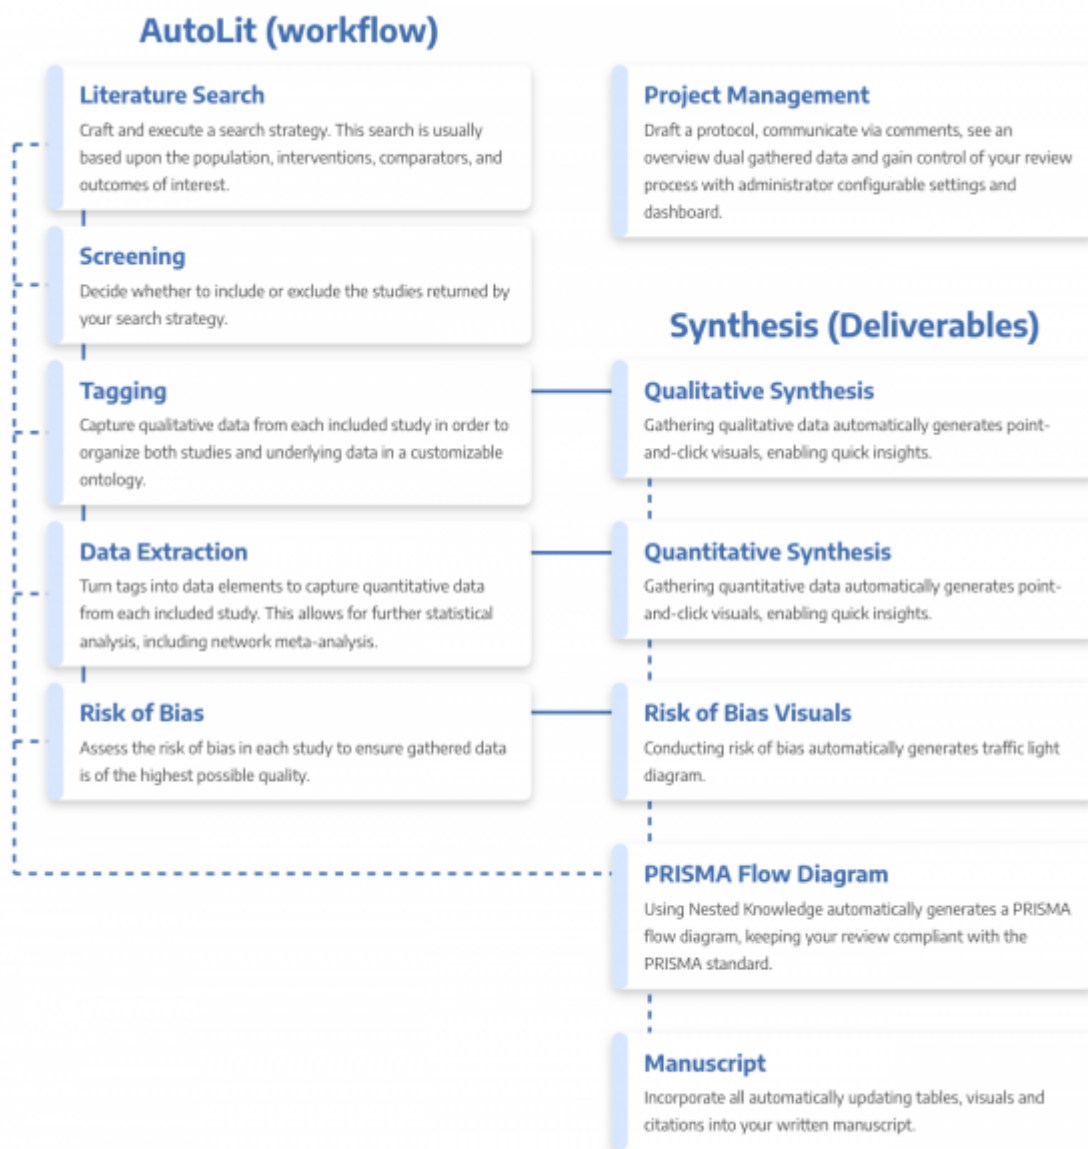 AutoLit (workflow)
Literature Search
Craft and execute a search strategy. This search is usually
based upon the population, interventions, comparators, and
outcomes of interest.
Screening
Decide whether to include or exclude the studies returned by
your search strategy.
Tagging
Capture qualitative data from each included study in order to
organize both studies and underlying data in a customizable
ontology.
Data Extraction
Turn tags into data elements to capture quantitative data
from each included study. This allows for further statistical
analysis, including network meta-analysis.
Risk of Bias
Assess the risk of bias in each study to ensure gathered data
is of the highest possible quality.
Project Management
Draft a protocol, communicate via comments, see an
overview dual gathered data and gain control of your review
process with administrator configurable settings and
dashboard.
Synthesis (Deliverables)
Qualitative Synthesis
Gathering qualitative data automatically generates point-
and-click visuals, enabling quick insights.
Quantitative Synthesis
Gathering quantitative data automatically generates point-
and-click visuals, enabling quick insights.
Risk of Bias Visuals
Conducting risk of bias automatically generates traffic light
diagram.
PRISMA Flow Diagram
Using Nested Knowledge automatically generates a PRISMA
flow diagram, keeping your review compliant with the
PRISMA standard.
Manuscript
Incorporate all automatically updating tables, visuals and
citations into your written manuscript.